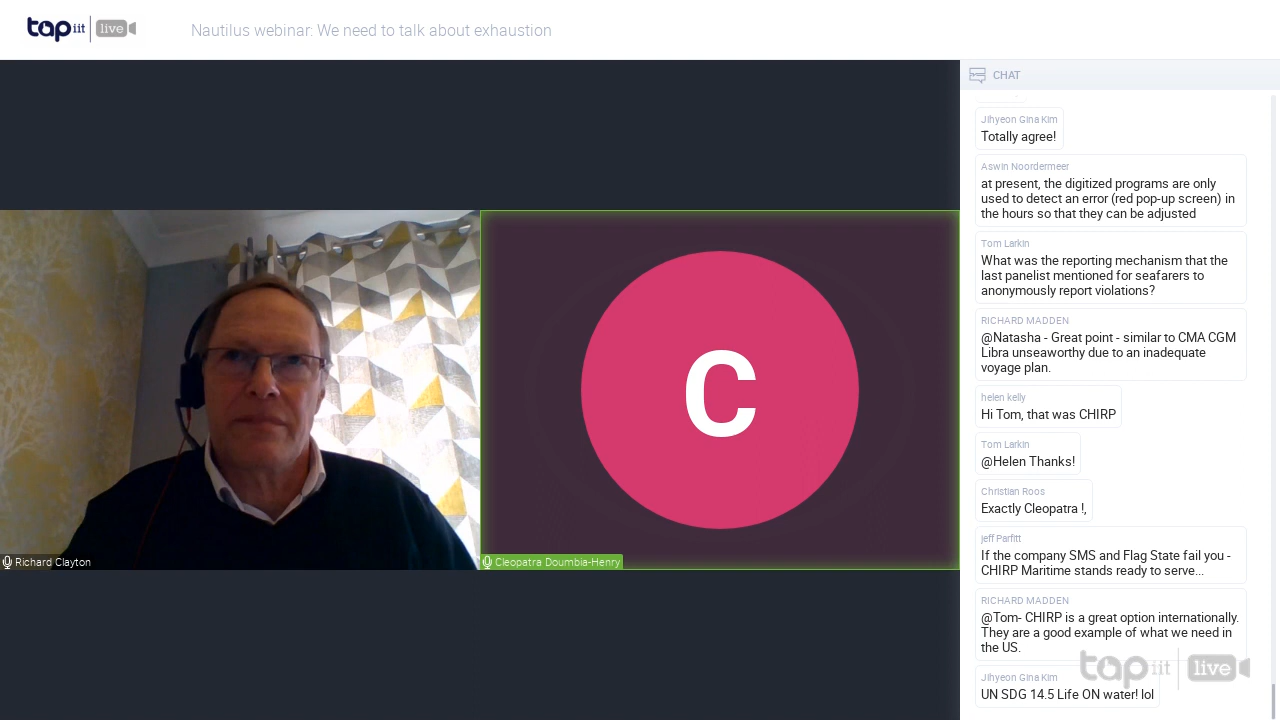 tapiit live
Nautilus webinar: We need to talk about exhaustion
CHAT
Jihyeon Gina Kim
Totally agree!
Aswin Noordermeer
at present, the digitized programs are only
used to detect an error (red pop-up screen) in
the hours so that they can be adjusted
Tom Larkin
What was the reporting mechanism that the
last panelist mentioned for seafarers to
anonymously report violations?
RICHARD MADDEN
@Natasha - Great point - similar to CMA CGM
Libra unseaworthy due to an inadequate
voyage plan.
helen kelly
Hi Tom, that was CHIRP
Tom Larkin
@Helen Thanks!
Christian Roos
Exactly Cleopatra !,
jeff Parfitt
If the company SMS and Flag State fail you -
CHIRP Maritime stands ready to serve...
RICHARD MADDEN
@Tom- CHIRP is a great option internationally.
They are a good example of what we need in
the US.
Jihyeon Gina Kim
UN SDG 14.5 Life ON water! lol
tapiit live
C
Richard Clayton
Cleopatra Doumbia-Henry